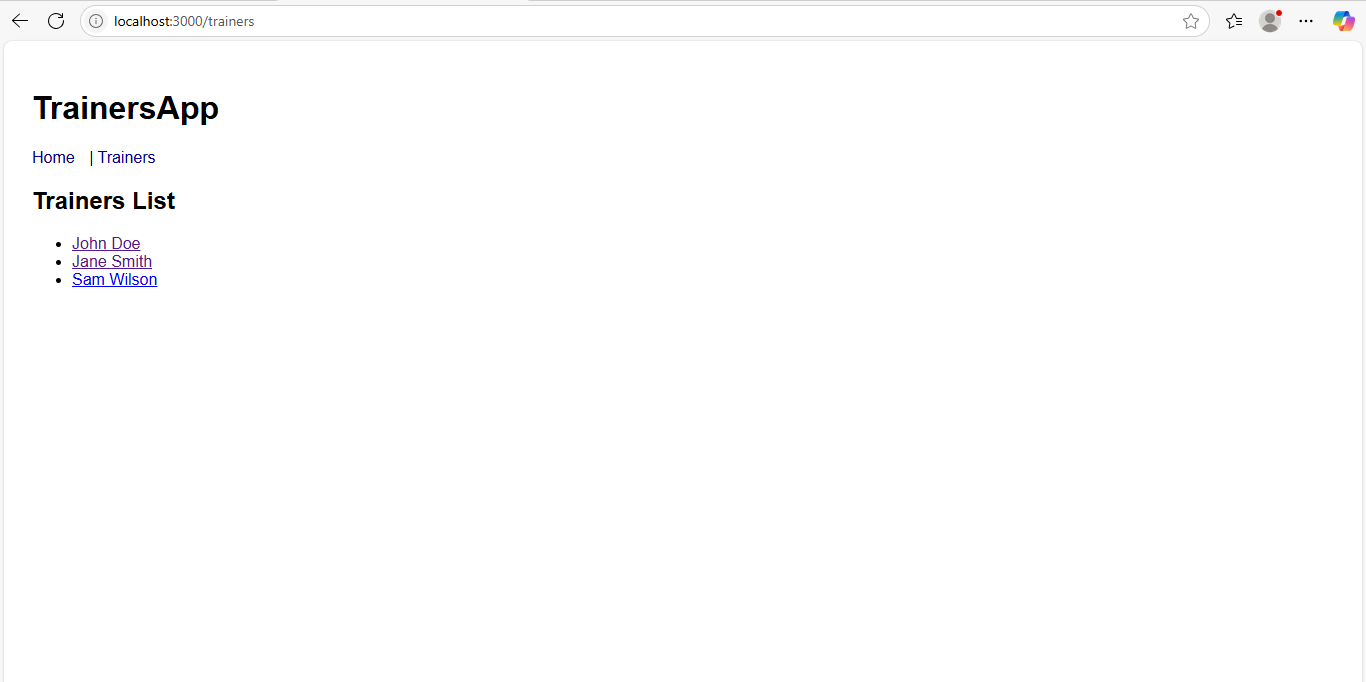 localhost:3000/trainers
TrainersApp
Home | Trainers
Trainers List
John Doe
Jane Smith
Sam Wilson